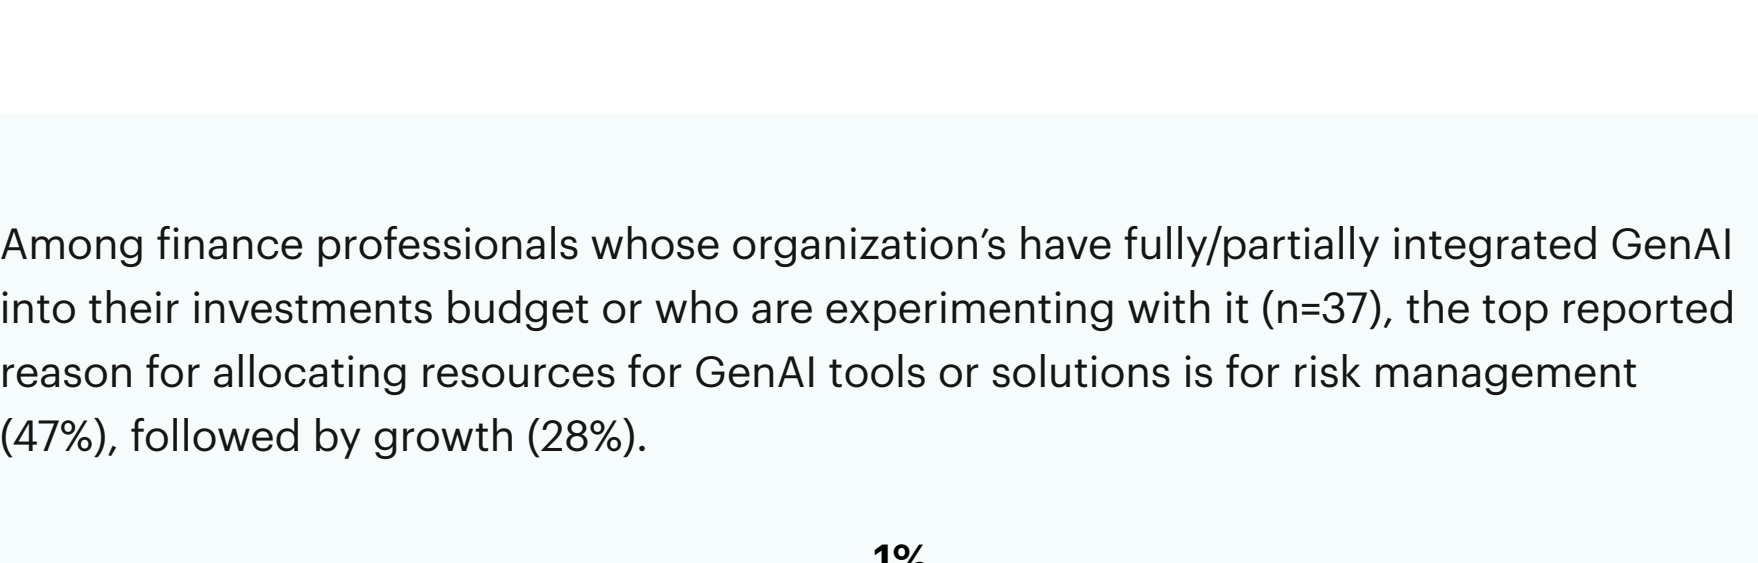 Among finance professionals whose organization’s have fully/partially integrated GenAI
into their investments budget or who are experimenting with it (n=37), the top reported
reason for allocating resources for GenAI tools or solutions is for risk management
(47%), followed by growth (28%).
1%